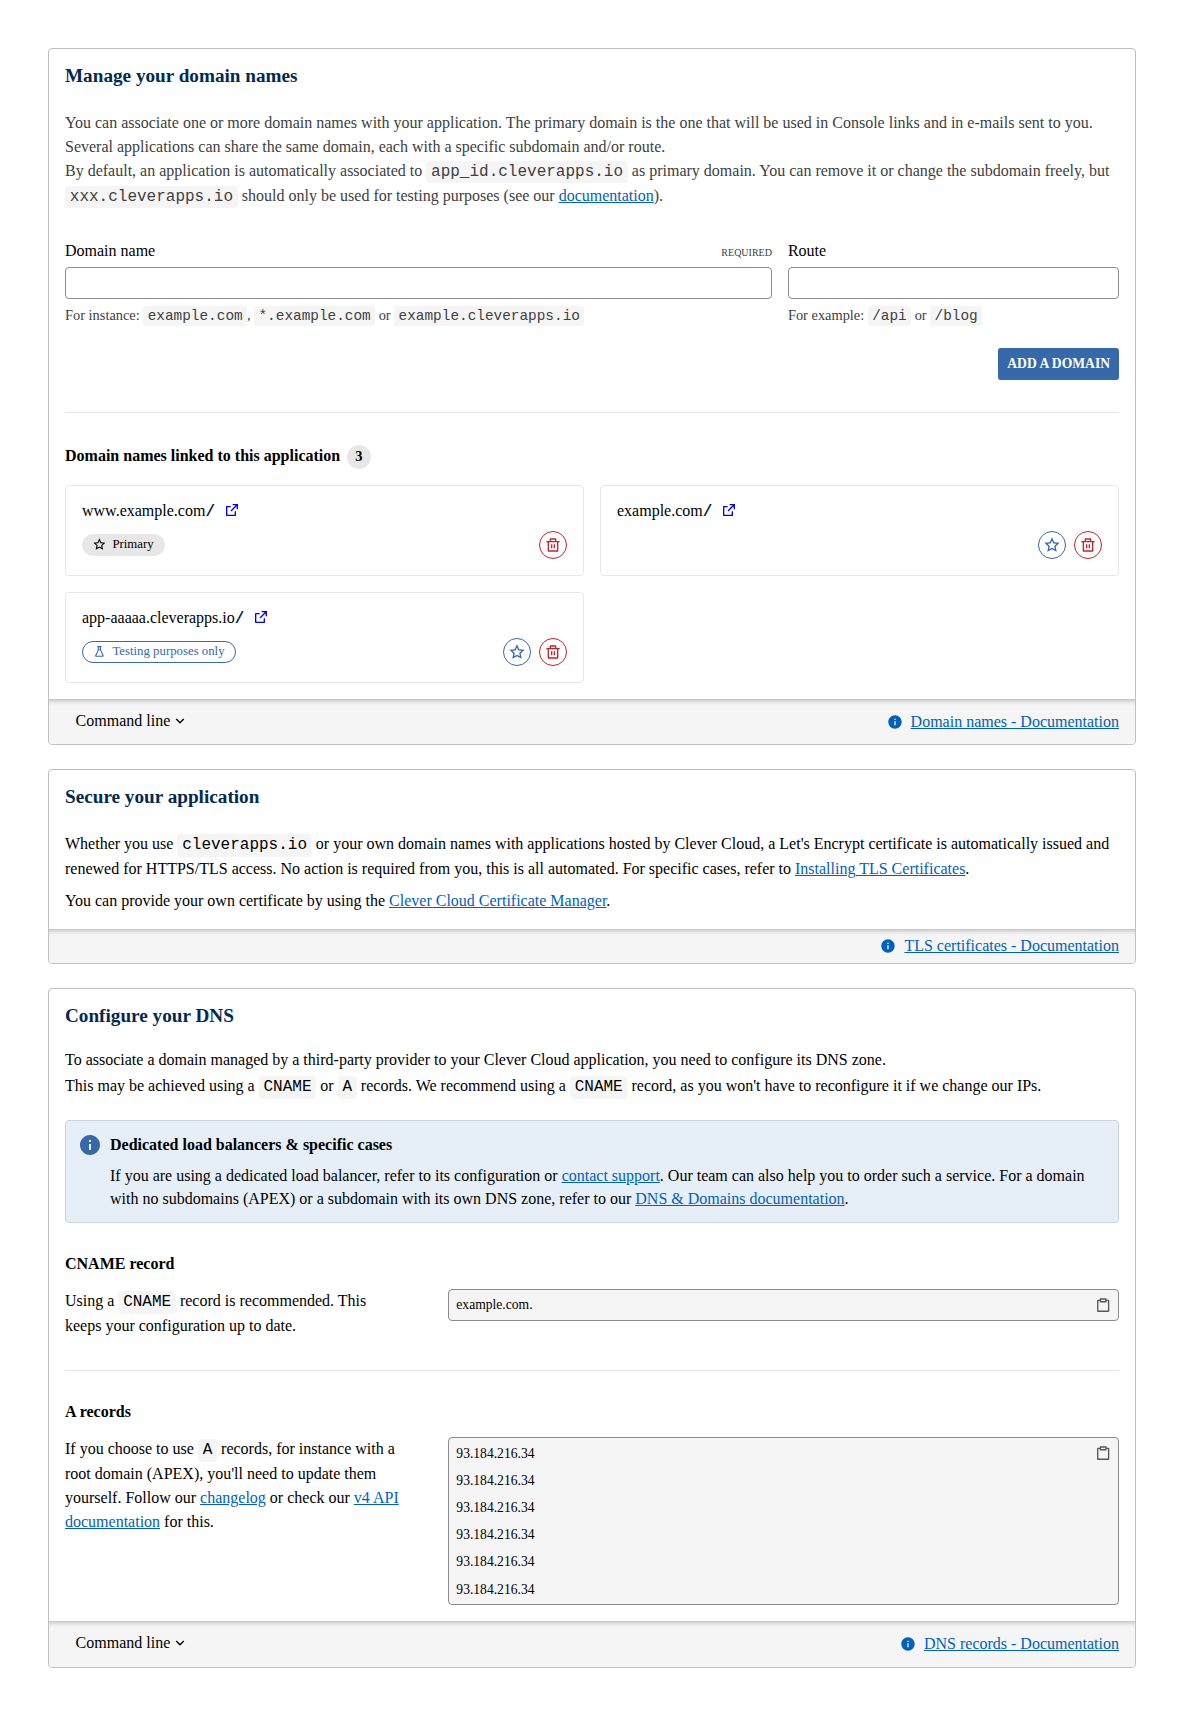 Manage your domain names
You can associate one or more domain names with your application. The primary domain is the one that will be used in Console links and in e-mails sent to you.
Several applications can share the same domain, each with a specific subdomain and/or route.
By default, an application is automatically associated to app_id.cleverapps.io as primary domain. You can remove it or change the subdomain freely, but
xxx.cleverapps.io should only be used for testing purposes (see our documentation).
Domain name REQUIRED Route
For instance: example.com, *.example.com or example.cleverapps.io For example: /api or /blog
ADD A DOMAIN
Domain names linked to this application 3
www.example.com/ example.com/
Primary
app-aaaaa.cleverapps.io/
Testing purposes only
Command line Domain names - Documentation
Secure your application
Whether you use cleverapps.io or your own domain names with applications hosted by Clever Cloud, a Let's Encrypt certificate is automatically issued and
renewed for HTTPS/TLS access. No action is required from you, this is all automated. For specific cases, refer to Installing TLS Certificates.
You can provide your own certificate by using the Clever Cloud Certificate Manager.
TLS certificates - Documentation
Configure your DNS
To associate a domain managed by a third-party provider to your Clever Cloud application, you need to configure its DNS zone.
This may be achieved using a CNAME or A records. We recommend using a CNAME record, as you won't have to reconfigure it if we change our IPs.
Dedicated load balancers & specific cases
If you are using a dedicated load balancer, refer to its configuration or contact support. Our team can also help you to order such a service. For a domain
with no subdomains (APEX) or a subdomain with its own DNS zone, refer to our DNS & Domains documentation.
CNAME record
Using a CNAME record is recommended. This
keeps your configuration up to date.
example.com.
A records
If you choose to use A records, for instance with a
root domain (APEX), you'll need to update them
yourself. Follow our changelog or check our v4 API
documentation for this.
93.184.216.34
93.184.216.34
93.184.216.34
93.184.216.34
93.184.216.34
93.184.216.34
Command line DNS records - Documentation